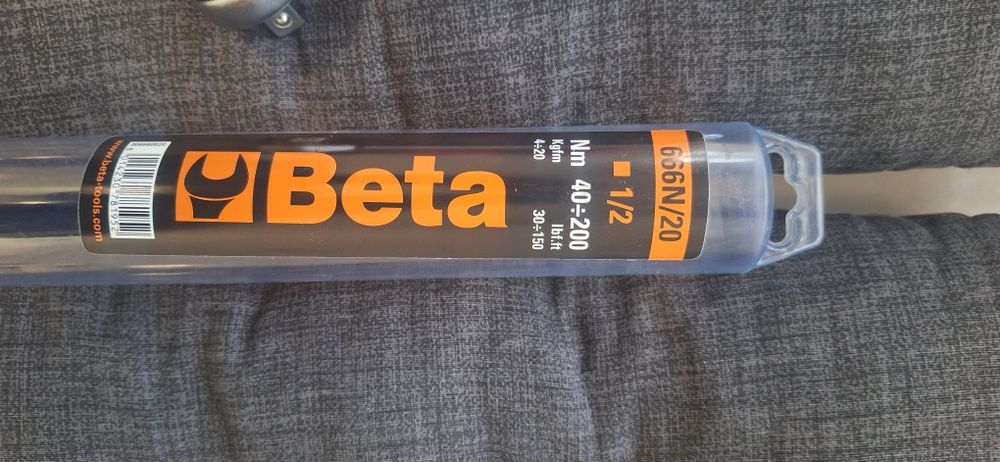 Beta
666N/20
1/2
Nm 40÷200
Kgfm lbf.ft
4÷20 30÷150
www.beta-tools.com